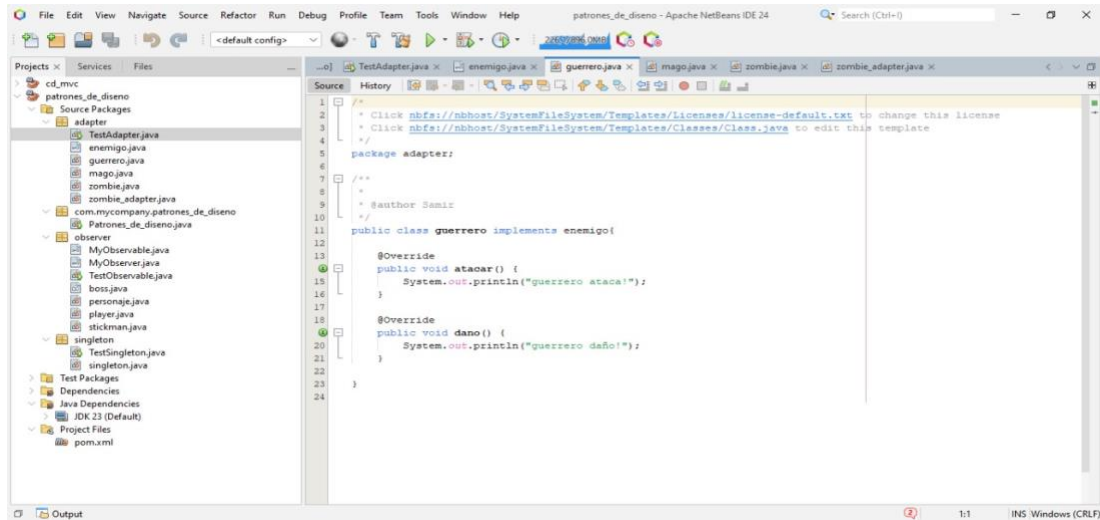 File Edit View Navigate Source Refactor Run Debug Profile Team Tools Window Help
patrones_de_diseno - Apache NetBeans IDE 24
Search (Ctrl+I)
<default config>
Projects Services Files
...o] TestAdapter.java enemigo.java guerrero.java mago.java zombie.java zombie_adapter.java
Source History
cd_mvc
patrones_de_diseno
Source Packages
adapter
TestAdapter.java
enemigo.java
guerrero.java
mago.java
zombie.java
zombie_adapter.java
com.mycompany.patrones_de_diseno
Patrones_de_diseno.java
observer
MyObservable.java
MyObserver.java
TestObservable.java
boss.java
personaje.java
player.java
stickman.java
singleton
TestSingleton.java
singleton.java
Test Packages
Dependencies
Java Dependencies
JDK 23 (Default)
Project Files
pom.xml
1 /*
2 * Click nbfs://nbhost/SystemFileSystem/Templates/Licenses/license-default.txt to change this license
3 * Click nbfs://nbhost/SystemFileSystem/Templates/Classes/Class.java to edit this template
4 */
5 package adapter;
6
7 /**
8 *
9 * @author Samir
10 */
11 public class guerrero implements enemigo{
12
13 @Override
public void atacar() {
15 System.out.println("guerrero ataca!");
16 }
17
18 @Override
public void dano() {
20 System.out.println("guerrero daño!");
21 }
22
23 }
24
Output
2
1:1
INS Windows (CRLF)